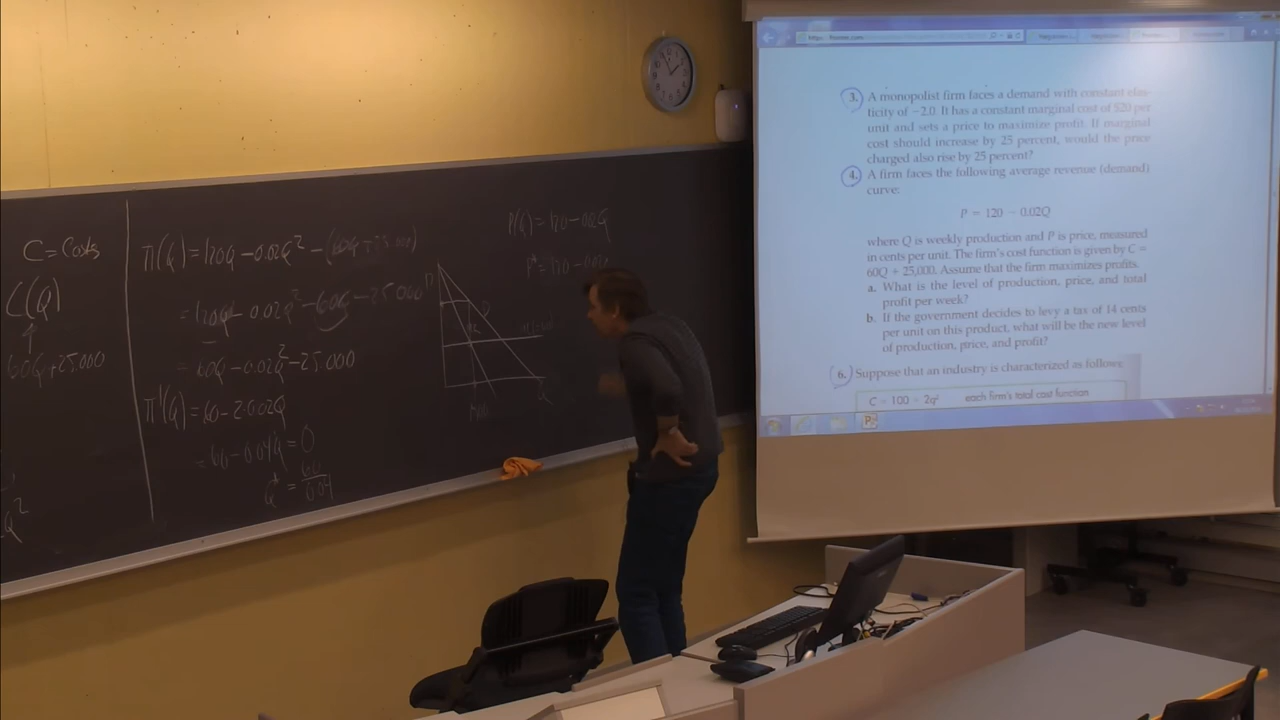 C = Costs
C(Q)
60Q+25.000
Q²
π(Q) = 120Q - 0.02Q² - (60Q + 25.000)
= 120Q - 0.02Q² - 60Q - 25.000
= 60Q - 0.02Q² - 25.000
π'(Q) = 60 - 2·0.02Q
= 60 - 0.04Q = 0
Q* = 60/0.04
P(Q) = 120 - 0.02Q
P
D
Q
3. A monopolist firm faces a demand with constant elas-
ticity of −2.0. It has a constant marginal cost of $20 per
unit and sets a price to maximize profit. If marginal
cost should increase by 25 percent, would the price
charged also rise by 25 percent?
4. A firm faces the following average revenue (demand)
curve:
P = 120 − 0.02Q
where Q is weekly production and P is price, measured
in cents per unit. The firm's cost function is given by C =
60Q + 25,000. Assume that the firm maximizes profits.
a. What is the level of production, price, and total
profit per week?
b. If the government decides to levy a tax of 14 cents
per unit on this product, what will be the new level
of production, price, and profit?
6. Suppose that an industry is characterized as follows:
C = 100 + 2q² each firm's total cost function